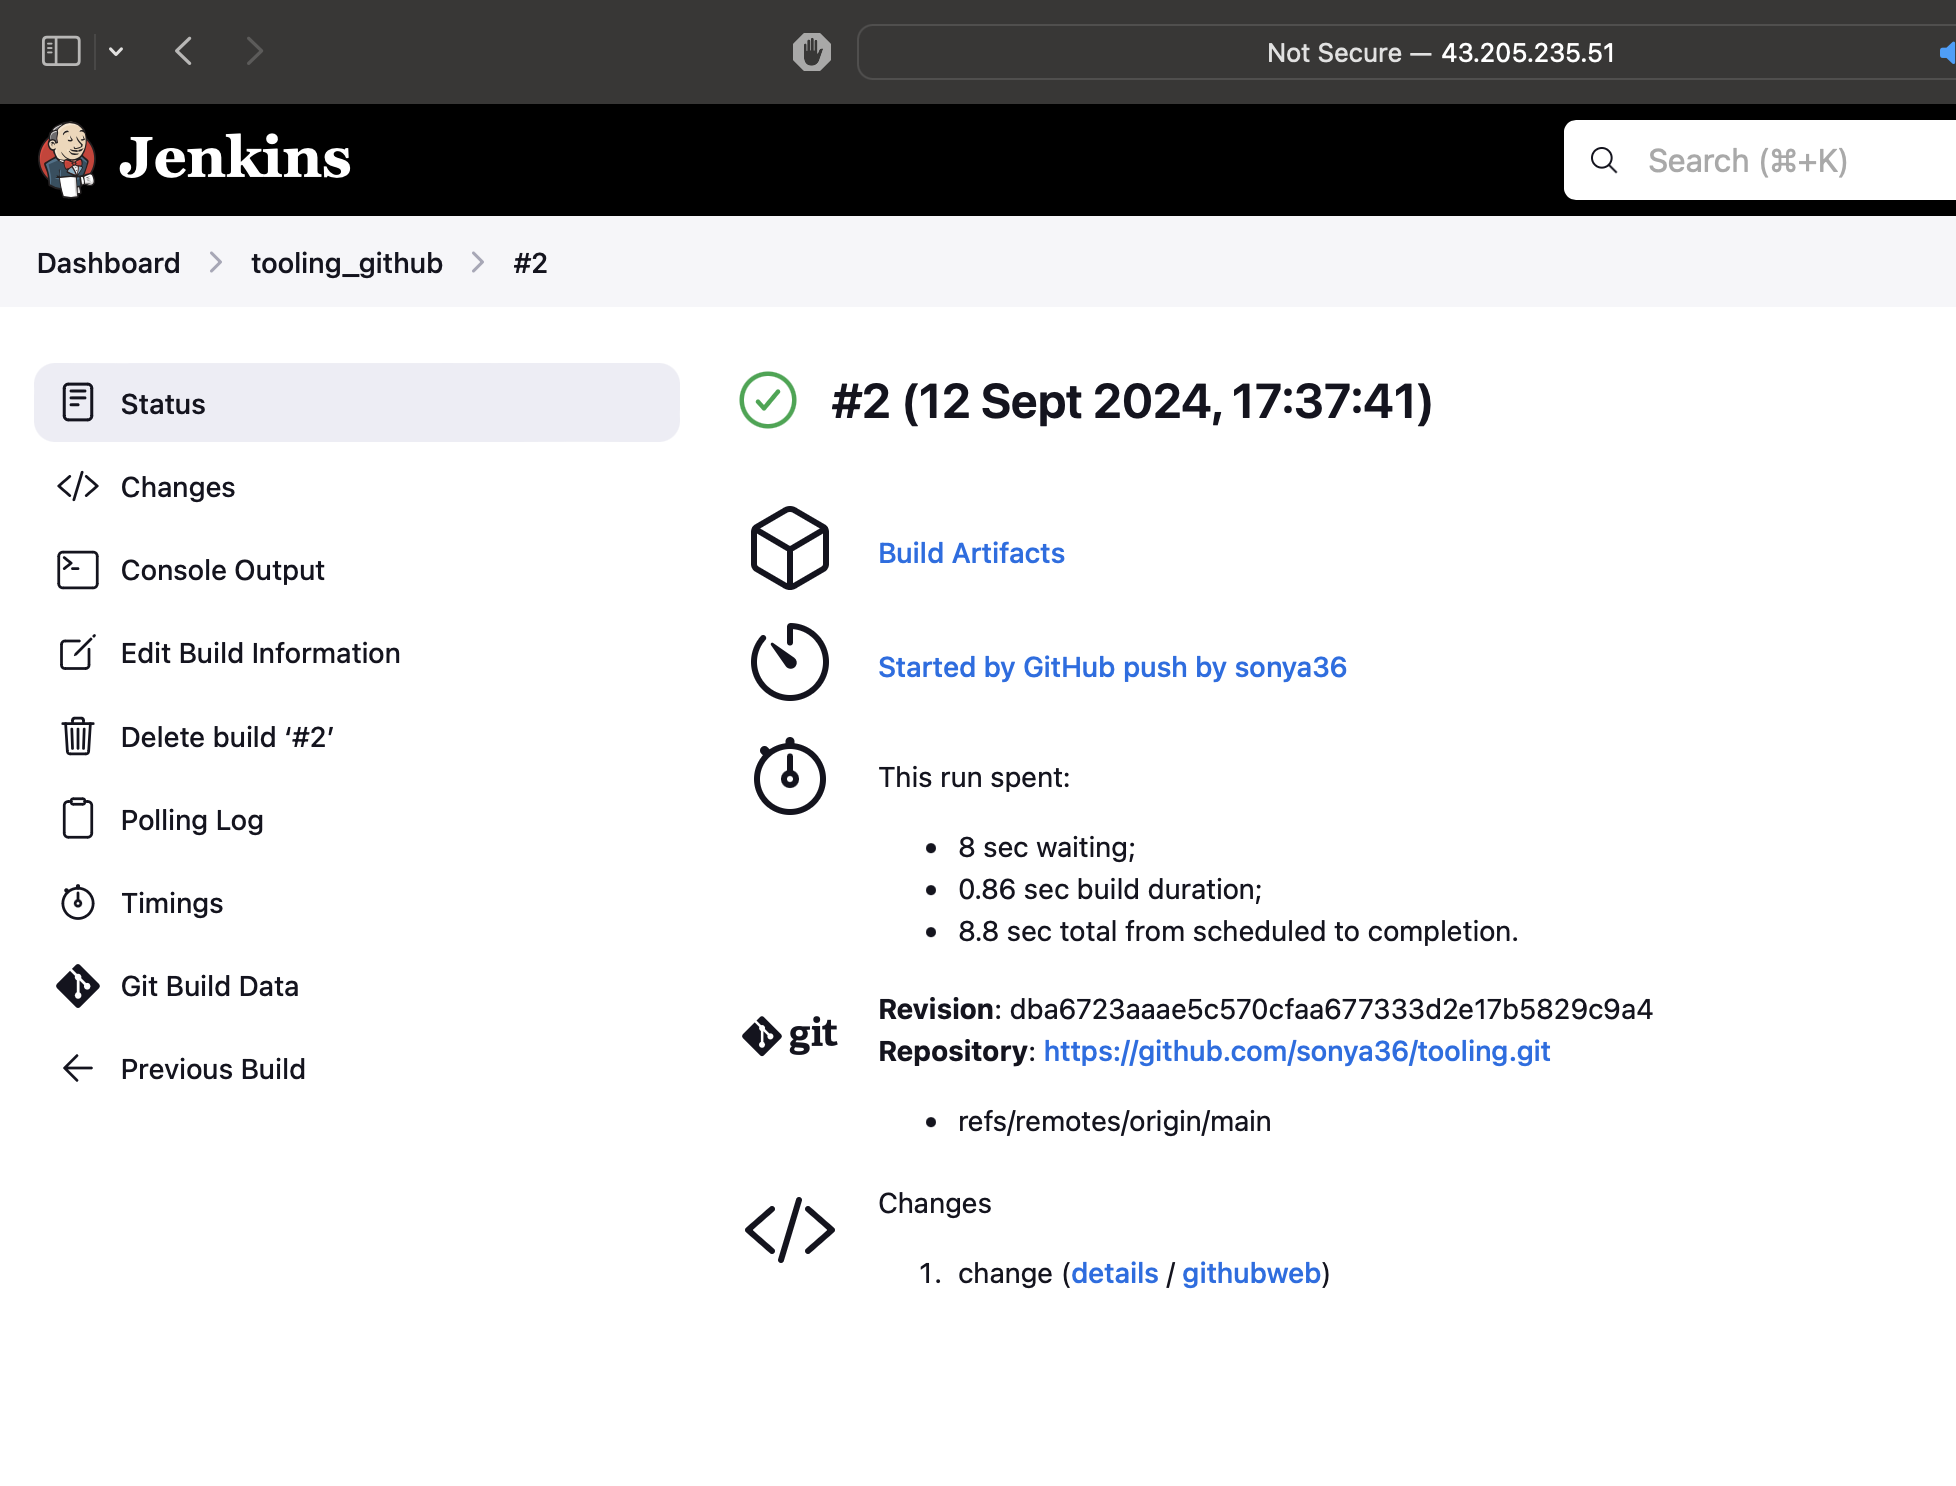 Not Secure — 43.205.235.51
Jenkins
Search (⌘+K)
Dashboard
tooling_github
#2
Status
Changes
Console Output
Edit Build Information
Delete build ‘#2’
Polling Log
Timings
Git Build Data
Previous Build
#2 (12 Sept 2024, 17:37:41)
Build Artifacts
Started by GitHub push by sonya36
This run spent:
• 8 sec waiting;
• 0.86 sec build duration;
• 8.8 sec total from scheduled to completion.
git
Revision: dba6723aaae5c570cfaa677333d2e17b5829c9a4
Repository: https://github.com/sonya36/tooling.git
• refs/remotes/origin/main
Changes
1. change (details / githubweb)